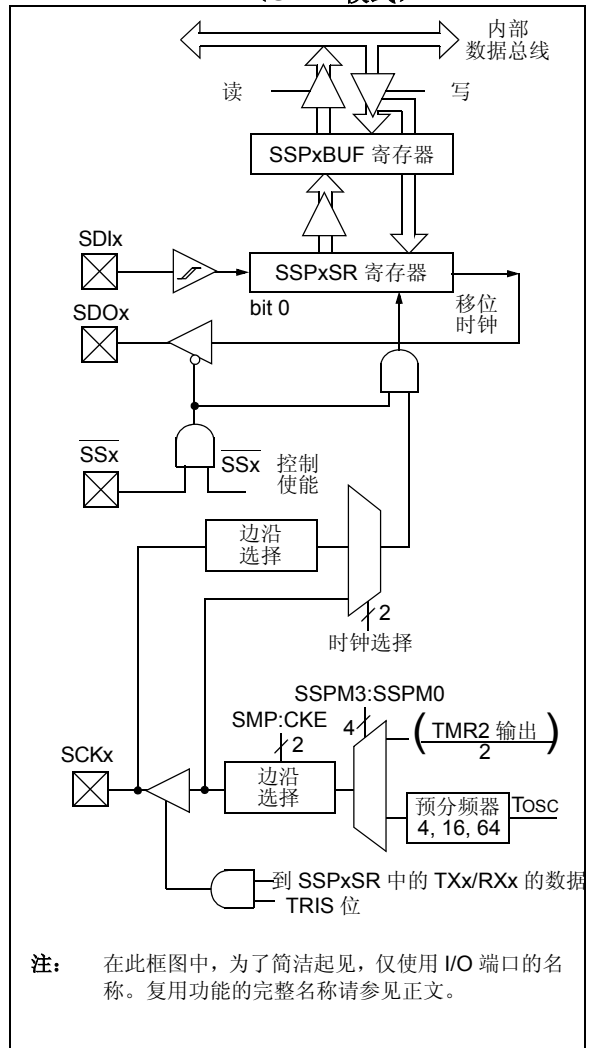 模式
内部
数据总线
读
写
SSPxBUF 寄存器
SDIx
SSPxSR 寄存器
bit 0
移位
时钟
SDOx
SSx
SSx 控制
使能
边沿
选择
2
时钟选择
SSPM3:SSPM0
SMP:CKE
4
2
(TMR2 输出
2)
SCKx
边沿
选择
预分频器
4, 16, 64
TOSC
到 SSPxSR 中的 TXx/RXx 的数据
TRIS 位
注: 在此框图中，为了简洁起见，仅使用 I/O 端口的名
称。复用功能的完整名称请参见正文。